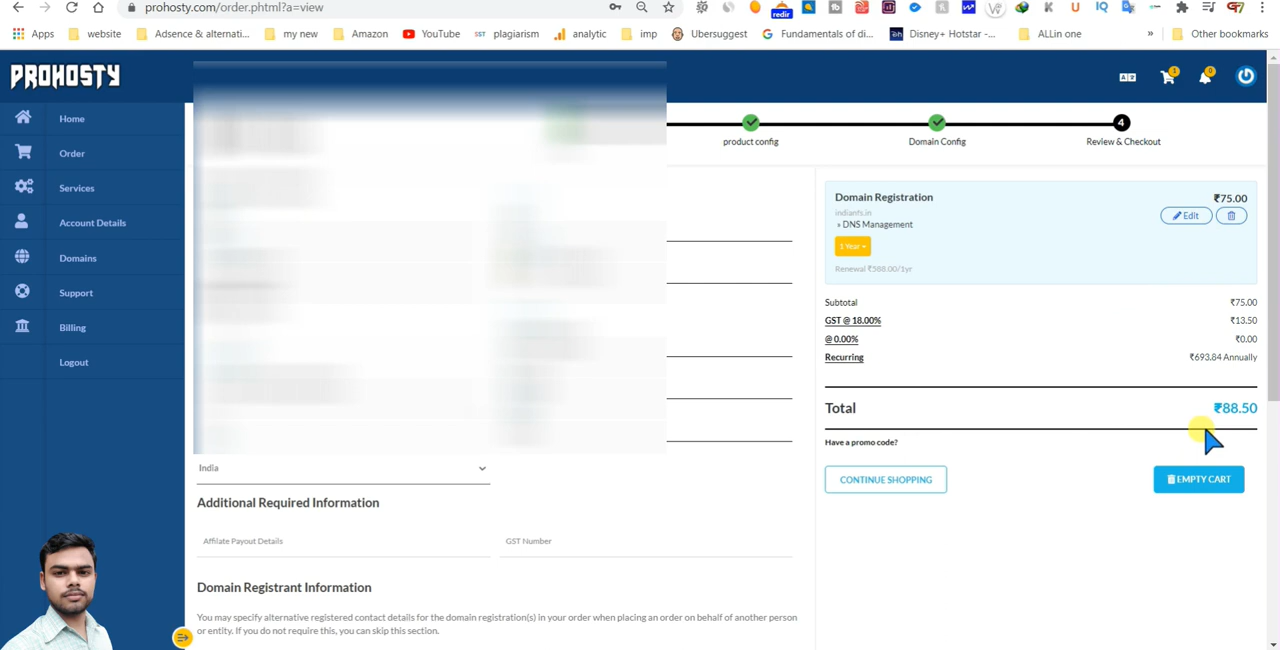 prohosty.com/order.phtml?a=view
Apps website Adsence & alternati... my new Amazon YouTube SST plagiarism analytic imp Ubersuggest Fundamentals of di... Disney+ Hotstar -... ALLin one » Other bookmarks
PROHOSTY
1 0
Home
Order
Services
Account Details
Domains
Support
Billing
Logout
4
product config Domain Config Review & Checkout
Domain Registration ₹75.00
indianfs.in
Edit
» DNS Management
1 Year
Renewal ₹588.00/1yr
Subtotal ₹75.00
GST @ 18.00% ₹13.50
@ 0.00% ₹0.00
Recurring ₹693.84 Annually
Total ₹88.50
Have a promo code?
CONTINUE SHOPPING EMPTY CART
India
Additional Required Information
Affilate Payout Details GST Number
Domain Registrant Information
You may specify alternative registered contact details for the domain registration(s) in your order when placing an order on behalf of another person
or entity. If you do not require this, you can skip this section.